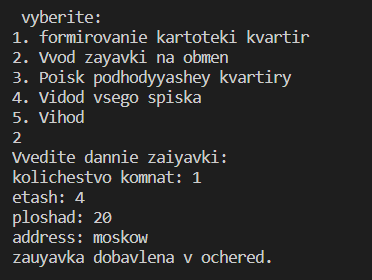 vyberite:
1. formirovanie kartoteki kvartir
2. Vvod zayavki na obmen
3. Poisk podhodyyashey kvartiry
4. Vidod vsego spiska
5. Vihod
2
Vvedite dannie zaiyavki:
kolichestvo komnat: 1
etash: 4
ploshad: 20
address: moskow
zauyavka dobavlena v ochered.